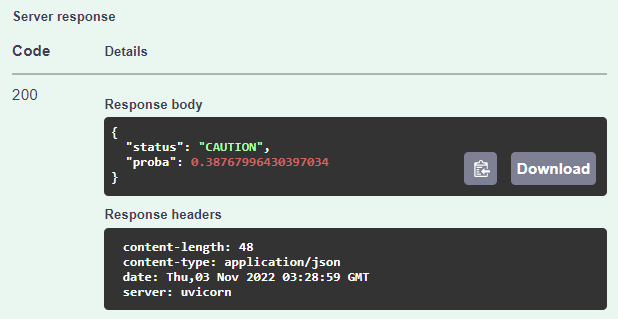 Server response
Code Details
200
Response body
{
"status": "CAUTION",
"proba": 0.38767996430397034
}
Download
Response headers
content-length: 48
content-type: application/json
date: Thu,03 Nov 2022 03:28:59 GMT
server: uvicorn